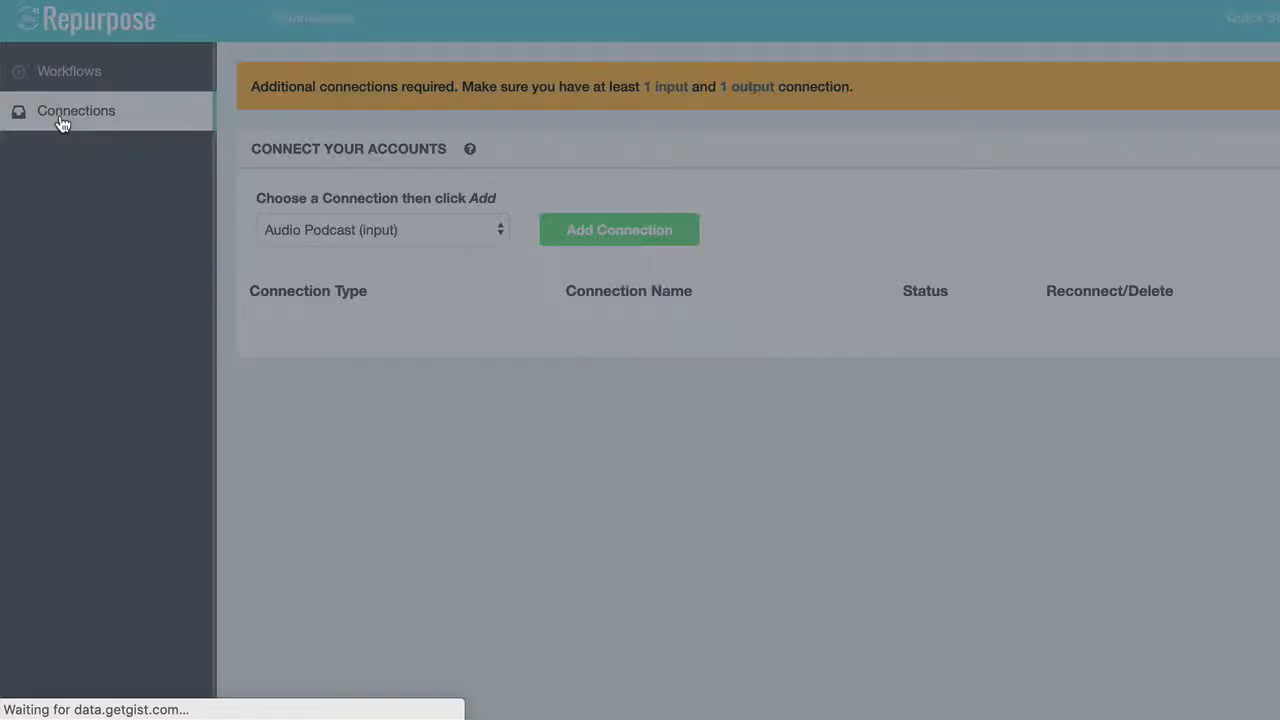 Repurpose
Connections
Workflows
Connections
Additional connections required. Make sure you have at least 1 input and 1 output connection.
CONNECT YOUR ACCOUNTS
Choose a Connection then click Add
Audio Podcast (input)
Add Connection
Connection Type Connection Name Status Reconnect/Delete
Waiting for data.getgist.com...